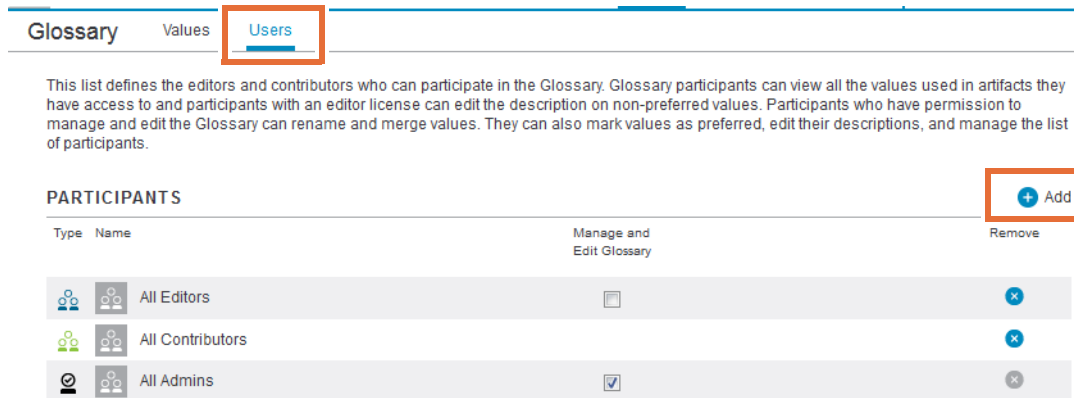 Glossary Values Users
This list defines the editors and contributors who can participate in the Glossary. Glossary participants can view all the values used in artifacts they
have access to and participants with an editor license can edit the description on non-preferred values. Participants who have permission to
manage and edit the Glossary can rename and merge values. They can also mark values as preferred, edit their descriptions, and manage the list
of participants.
PARTICIPANTS Add
Type Name Manage and Remove
Edit Glossary
All Editors
All Contributors
All Admins